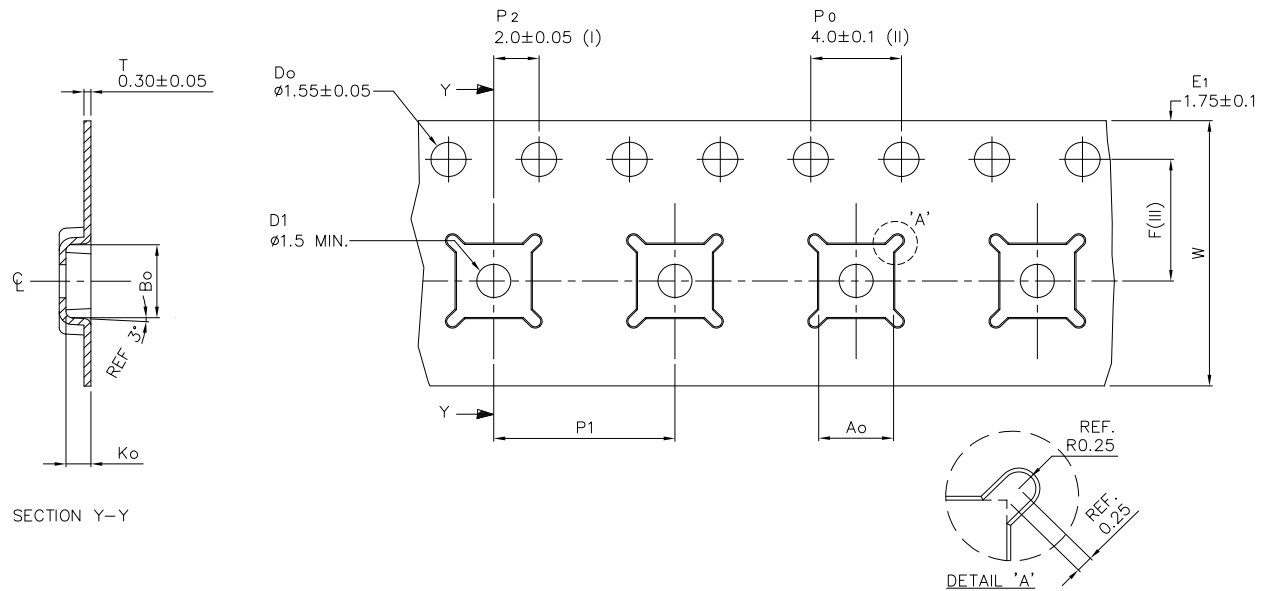 P2
2.0±0.05 (I)
Po
4.0±0.1 (II)
T
0.30±0.05
Do
ø1.55±0.05
Y
E1
1.75±0.1
D1
ø1.5 MIN.
'A'
F(III)
W
℄
Bo
REF 3°
Y
P1
Ao
Ko
REF.
R0.25
REF.
0.25
SECTION Y-Y
DETAIL 'A'